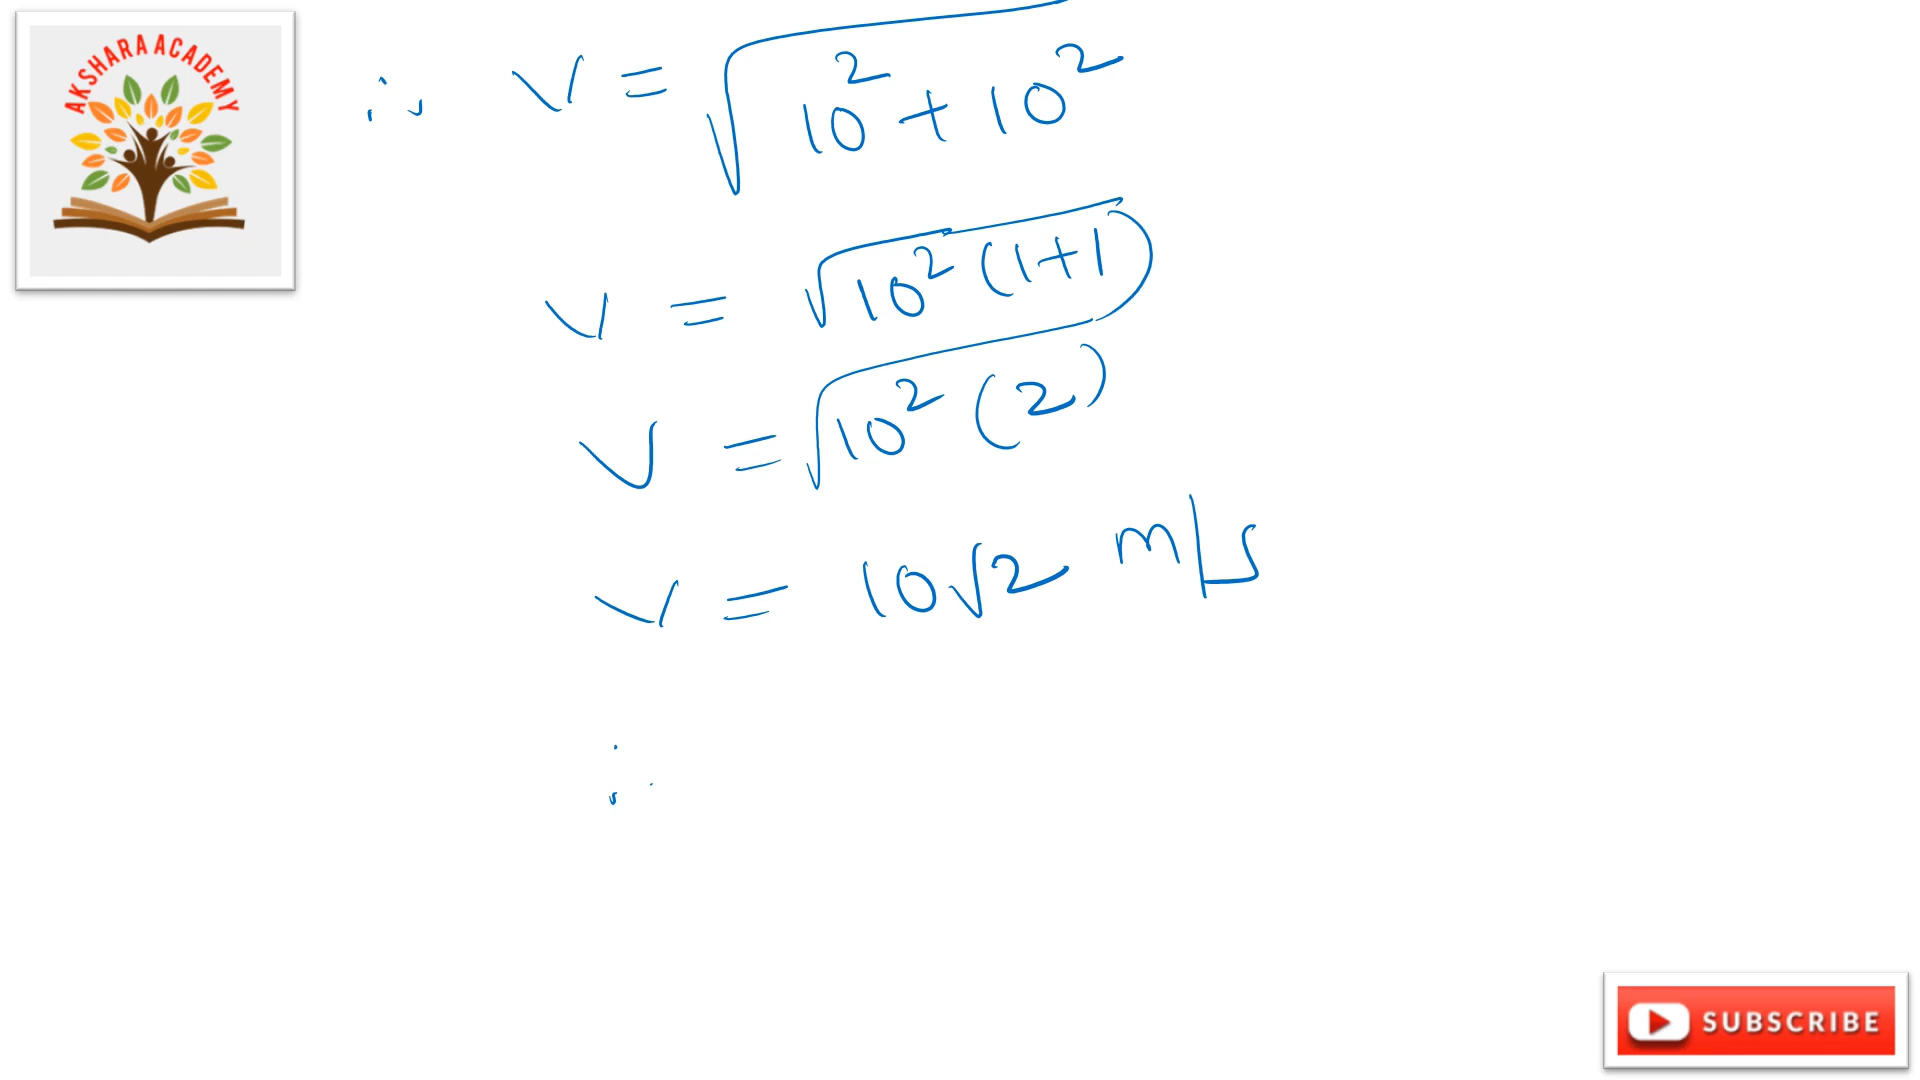 AKSHARA ACADEMY
∴ V = √(10² + 10²)
V = √(10² (1+1))
V = √(10² (2))
V = 10√2 m/s
∴
SUBSCRIBE